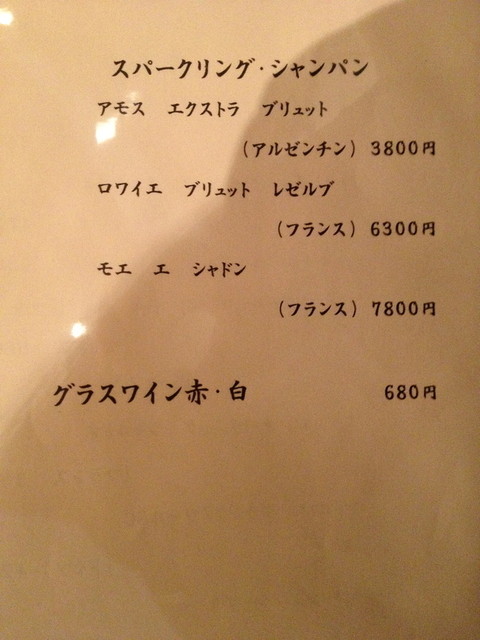 スパークリング・シャンパン
アモス エクストラ ブリュット
（アルゼンチン） 3800円
ロワイエ ブリュット レゼルブ
（フランス） 6300円
モエ エ シャドン
（フランス） 7800円
グラスワイン赤・白 680円